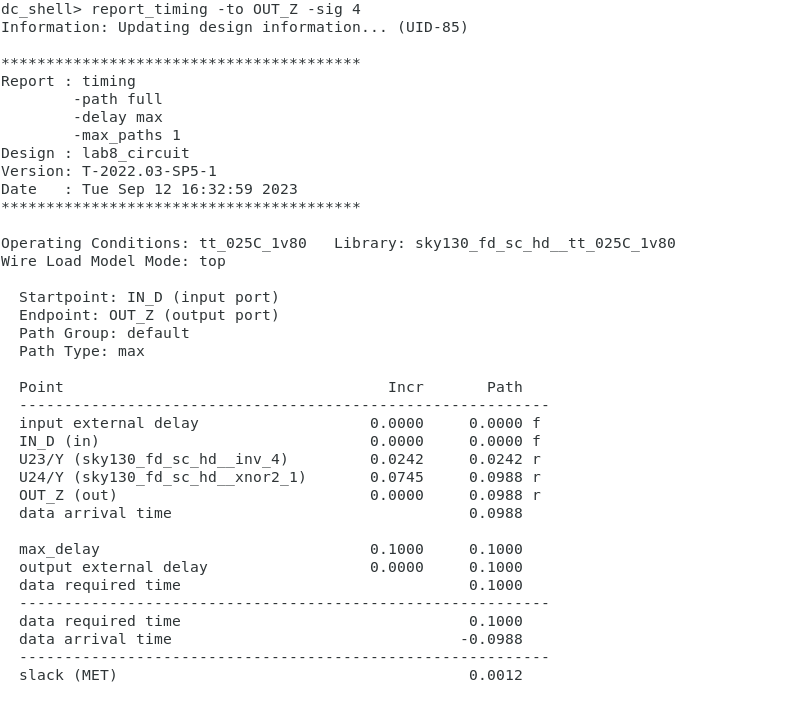 dc_shell> report_timing -to OUT_Z -sig 4
Information: Updating design information... (UID-85)
****************************************
Report : timing
        -path full
        -delay max
        -max_paths 1
Design : lab8_circuit
Version: T-2022.03-SP5-1
Date   : Tue Sep 12 16:32:59 2023
****************************************
Operating Conditions: tt_025C_1v80   Library: sky130_fd_sc_hd__tt_025C_1v80
Wire Load Model Mode: top
  Startpoint: IN_D (input port)
  Endpoint: OUT_Z (output port)
  Path Group: default
  Path Type: max
  Point                                    Incr       Path
  -----------------------------------------------------------
  input external delay                   0.0000     0.0000 f
  IN_D (in)                              0.0000     0.0000 f
  U23/Y (sky130_fd_sc_hd__inv_4)         0.0242     0.0242 r
  U24/Y (sky130_fd_sc_hd__xnor2_1)       0.0745     0.0988 r
  OUT_Z (out)                            0.0000     0.0988 r
  data arrival time                                 0.0988
  max_delay                              0.1000     0.1000
  output external delay                  0.0000     0.1000
  data required time                                0.1000
  -----------------------------------------------------------
  data required time                                0.1000
  data arrival time                                -0.0988
  -----------------------------------------------------------
  slack (MET)                                       0.0012